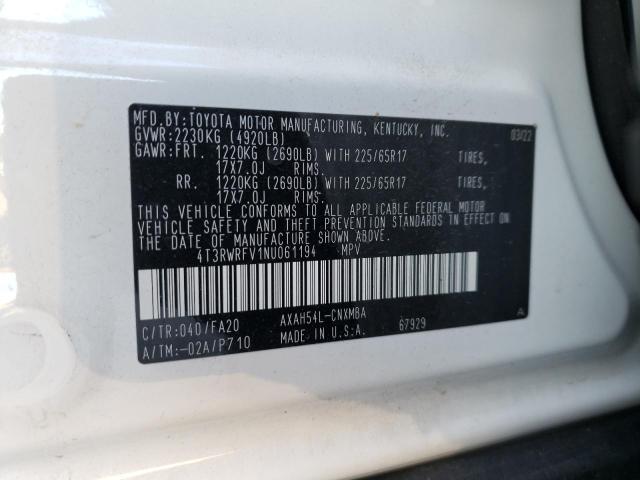 MFD.BY:TOYOTA MOTOR MANUFACTURING, KENTUCKY, INC. 03/22
GVWR:2230KG (4920LB)
GAWR:FRT. 1220KG (2690LB) WITH 225/65R17 TIRES,
17X7.0J RIMS.
RR. 1220KG (2690LB) WITH 225/65R17 TIRES,
17X7.0J RIMS.
THIS VEHICLE CONFORMS TO ALL APPLICABLE FEDERAL MOTOR
VEHICLE SAFETY AND THEFT PREVENTION STANDARDS IN EFFECT ON
THE DATE OF MANUFACTURE SHOWN ABOVE.
4T3RWRFV1NU061194 MPV
C/TR:040/FA20 AXAH54L-CNXMBA A
A/TM:-02A/P710 MADE IN U.S.A. 67929